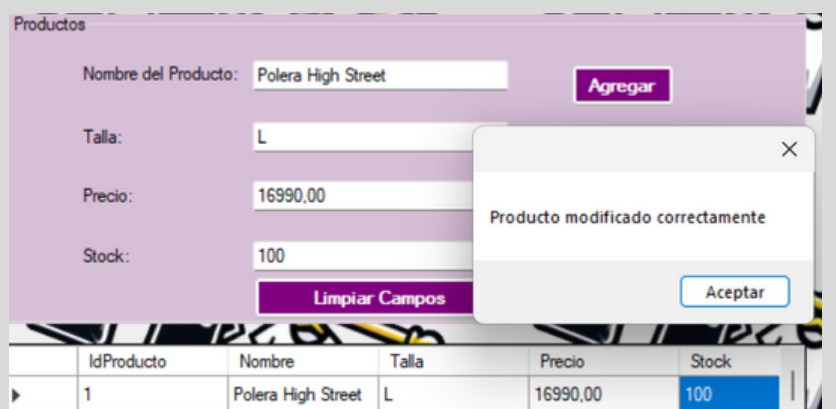 Productos
Nombre del Producto: Polera High Street
Agregar
Talla: L
Precio: 16990,00
Producto modificado correctamente
Stock: 100
Aceptar
Limpiar Campos
IdProducto Nombre Talla Precio Stock
1 Polera High Street L 16990,00 100